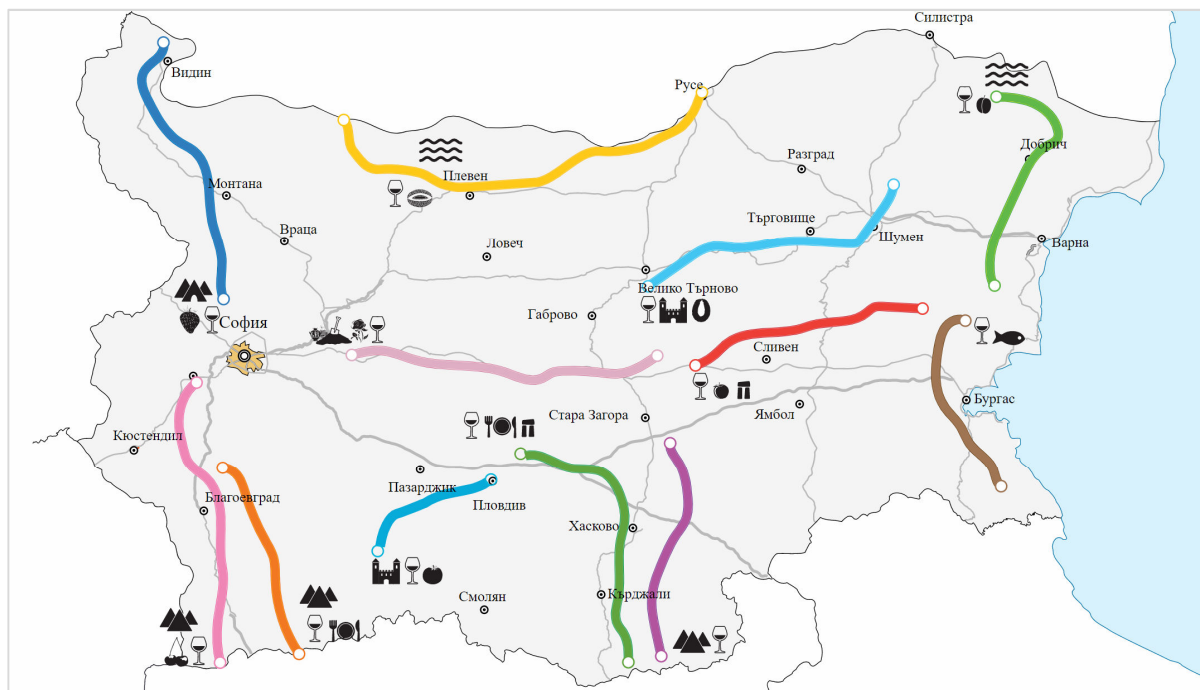 Силистра
Видин
Русе
Добрич
Разград
Плевен
Монтана
Търговище
Враца
Шумен
Варна
Ловеч
Велико Търново
Габрово
София
Сливен
Бургас
Стара Загора
Ямбол
Кюстендил
Пазарджик
Благоевград
Пловдив
Хасково
Кърджали
Смолян